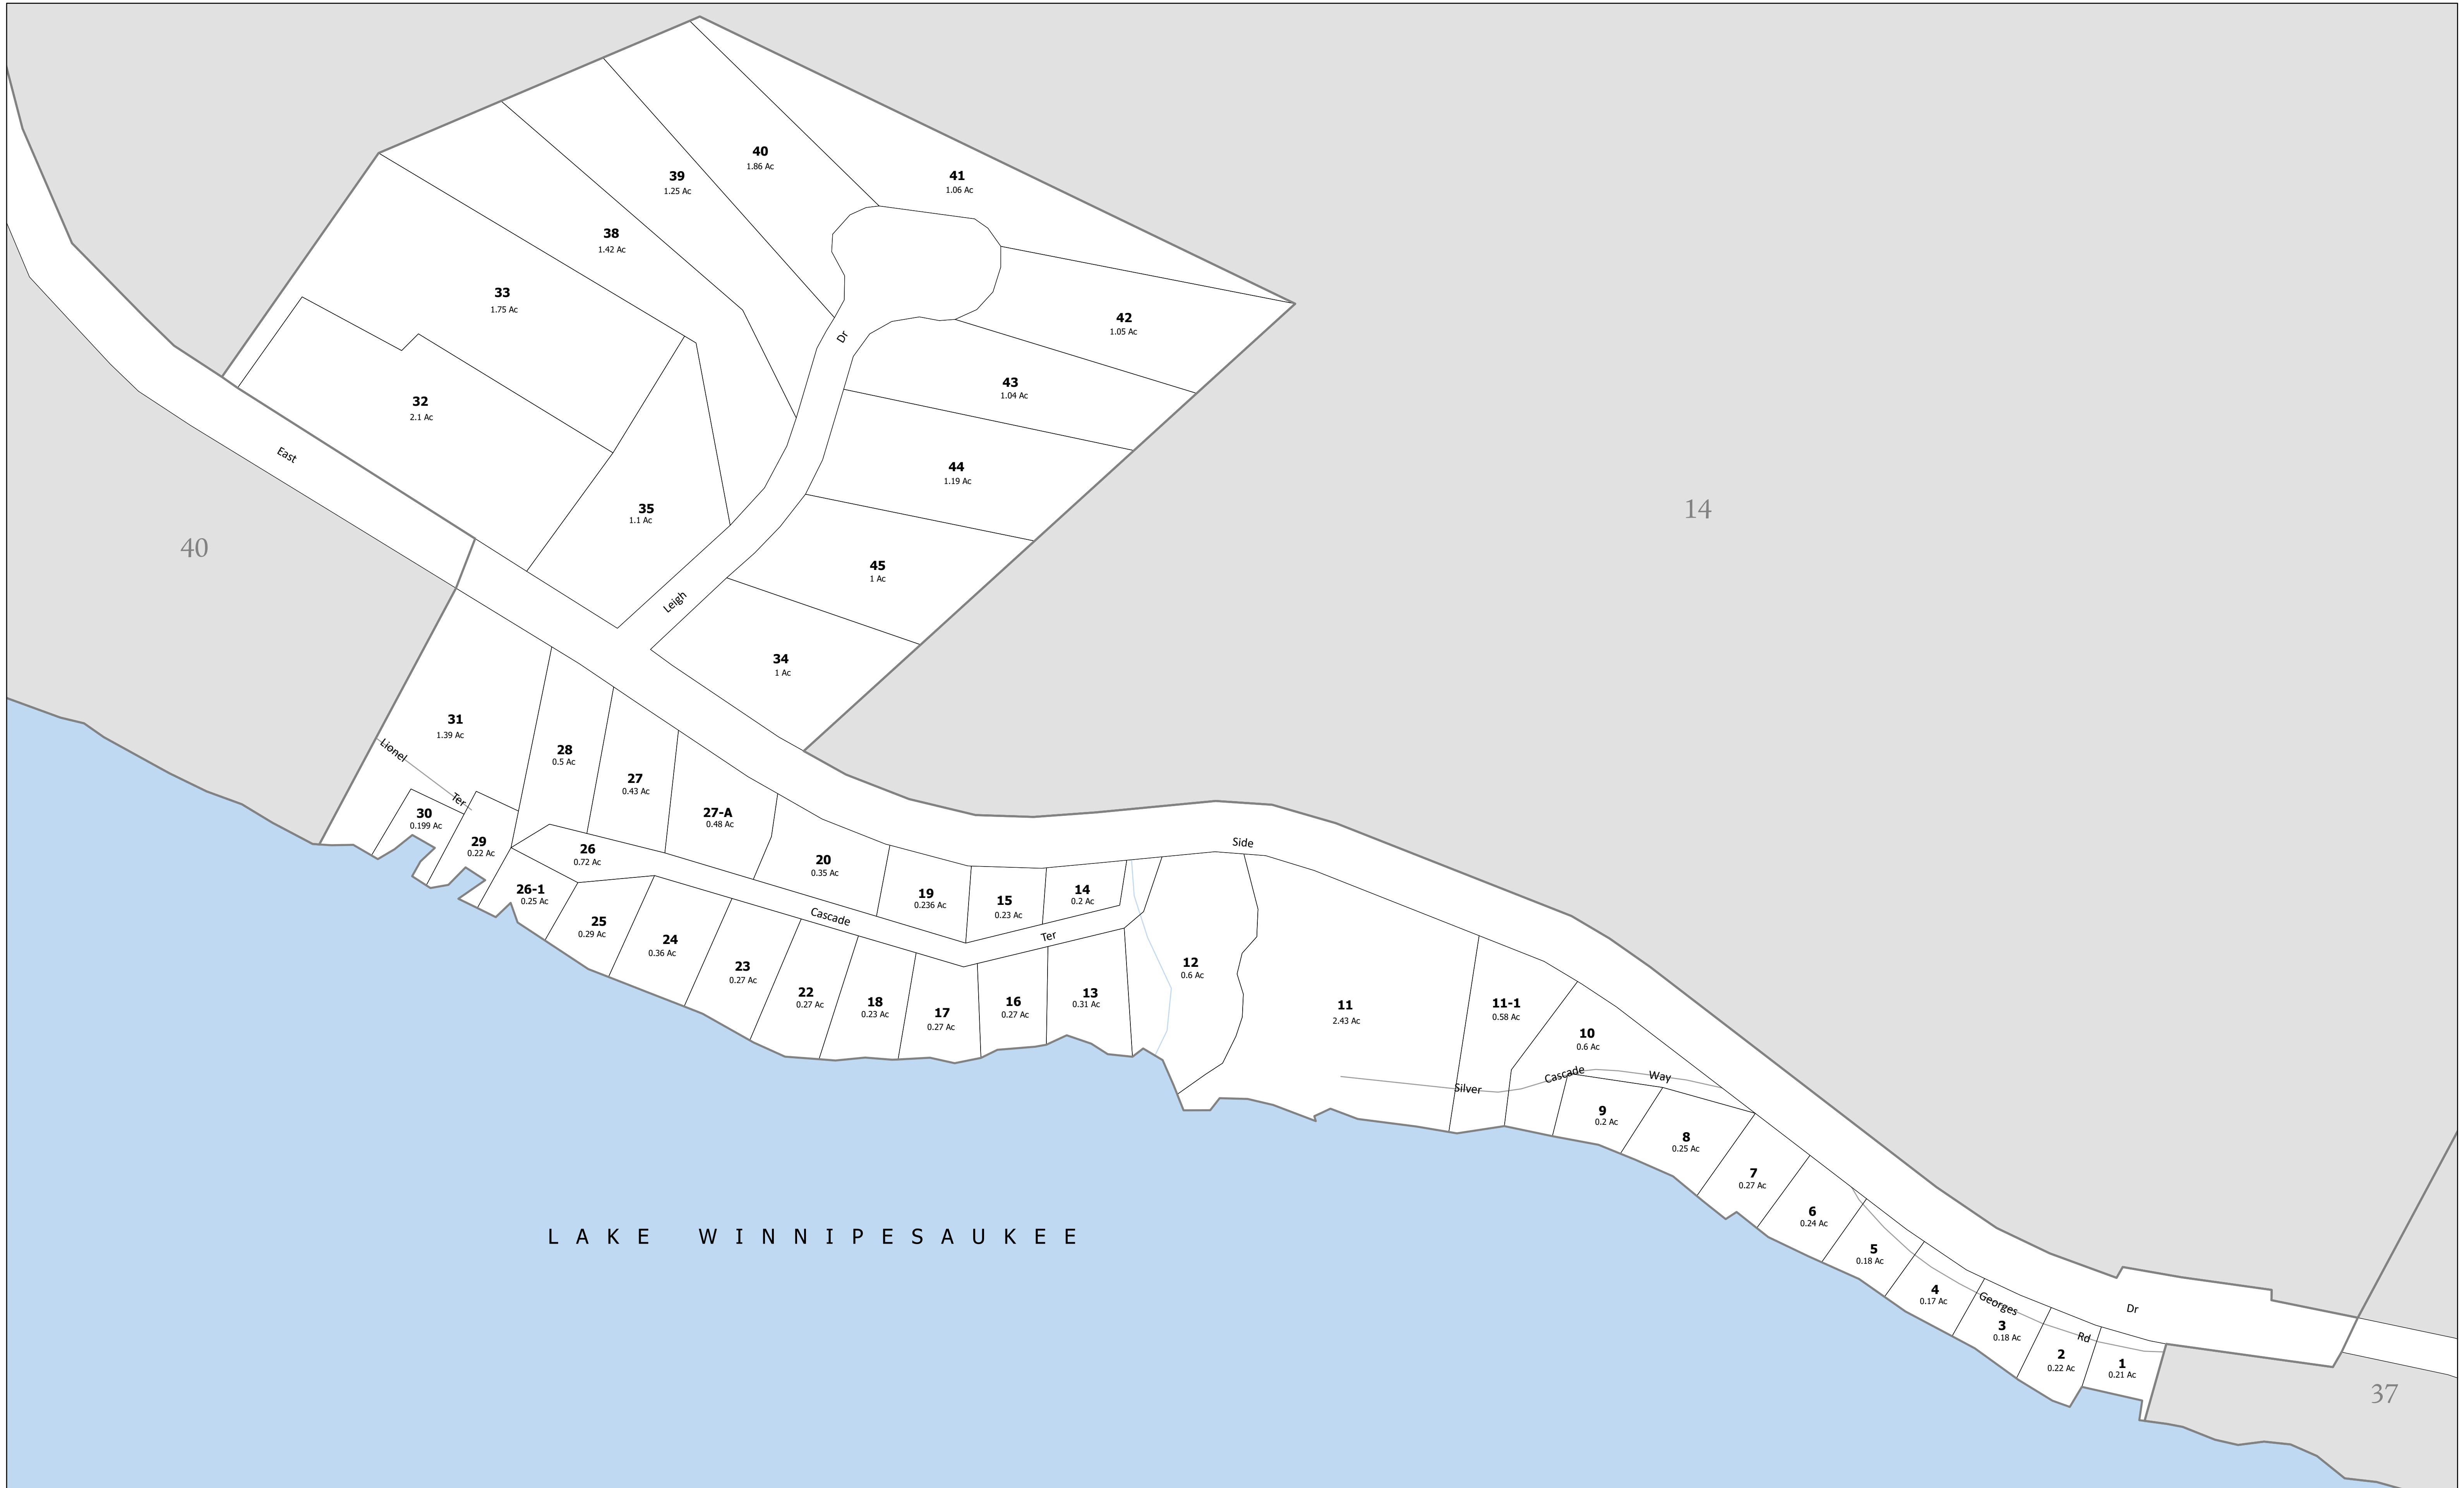 40
1.86 Ac
41
1.06 Ac
39
1.25 Ac
38
1.42 Ac
33
1.75 Ac
42
1.05 Ac
Dr
43
1.04 Ac
32
2.1 Ac
East
44
1.19 Ac
35
1.1 Ac
14
40
45
1 Ac
Leigh
34
1 Ac
31
1.39 Ac
Lionel
Ter
28
0.5 Ac
27
0.43 Ac
27-A
0.48 Ac
30
0.199 Ac
29
0.22 Ac
26
0.72 Ac
20
0.35 Ac
Side
26-1
0.25 Ac
19
0.236 Ac
15
0.23 Ac
14
0.2 Ac
Cascade
Ter
25
0.29 Ac
24
0.36 Ac
23
0.27 Ac
22
0.27 Ac
18
0.23 Ac
17
0.27 Ac
16
0.27 Ac
13
0.31 Ac
12
0.6 Ac
11
2.43 Ac
11-1
0.58 Ac
10
0.6 Ac
Silver
Cascade
Way
9
0.2 Ac
8
0.25 Ac
7
0.27 Ac
6
0.24 Ac
5
0.18 Ac
4
0.17 Ac
Georges
Rd
3
0.18 Ac
2
0.22 Ac
1
0.21 Ac
Dr
37
LAKE WINNIPESAUKEE